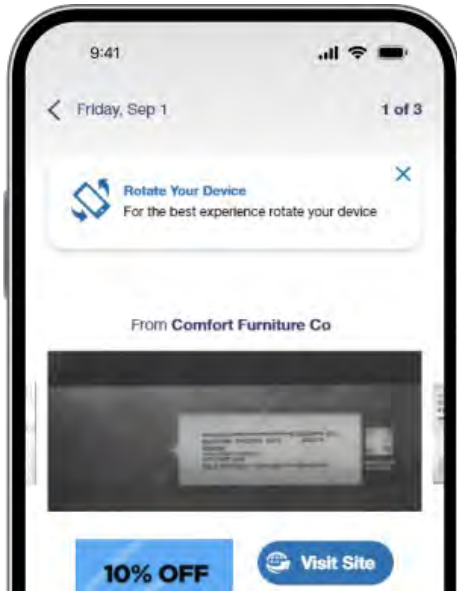 9:41
Friday, Sep 1
1 of 3
Rotate Your Device
For the best experience rotate your device
From Comfort Furniture Co
10% OFF
Visit Site